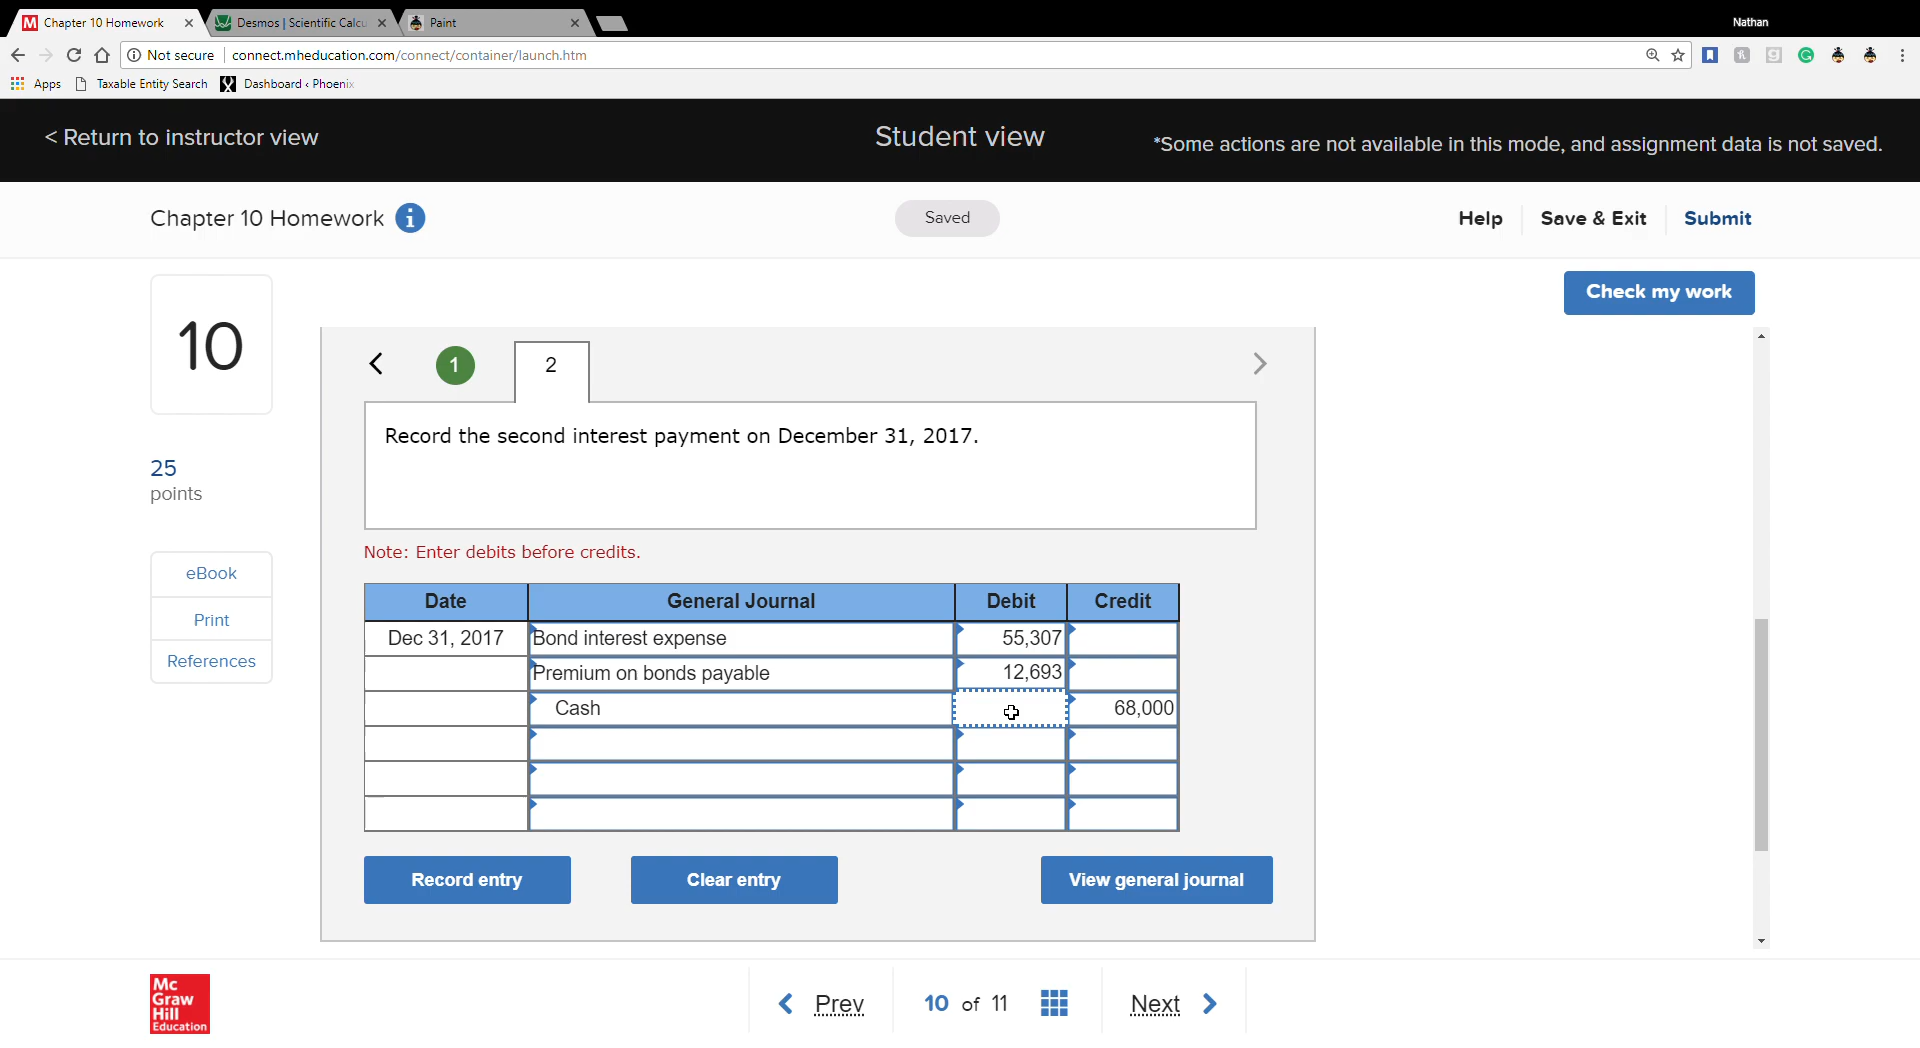 Chapter 10 Homework
Desmos | Scientific Calcu
Paint
Nathan
Not secure
connect.mheducation.com/connect/container/launch.htm
Apps
Taxable Entity Search
Dashboard ‹ Phoenix
< Return to instructor view
Student view
*Some actions are not available in this mode, and assignment data is not saved.
Chapter 10 Homework
Saved
Help
Save & Exit
Submit
Check my work
10
1
2
Record the second interest payment on December 31, 2017.
25
points
eBook
Print
References
Note: Enter debits before credits.
Date General Journal Debit Credit
Dec 31, 2017 Bond interest expense 55,307
Premium on bonds payable 12,693
Cash 68,000
Record entry
Clear entry
View general journal
Mc
Graw
Hill
Education
Prev
10 of 11
Next